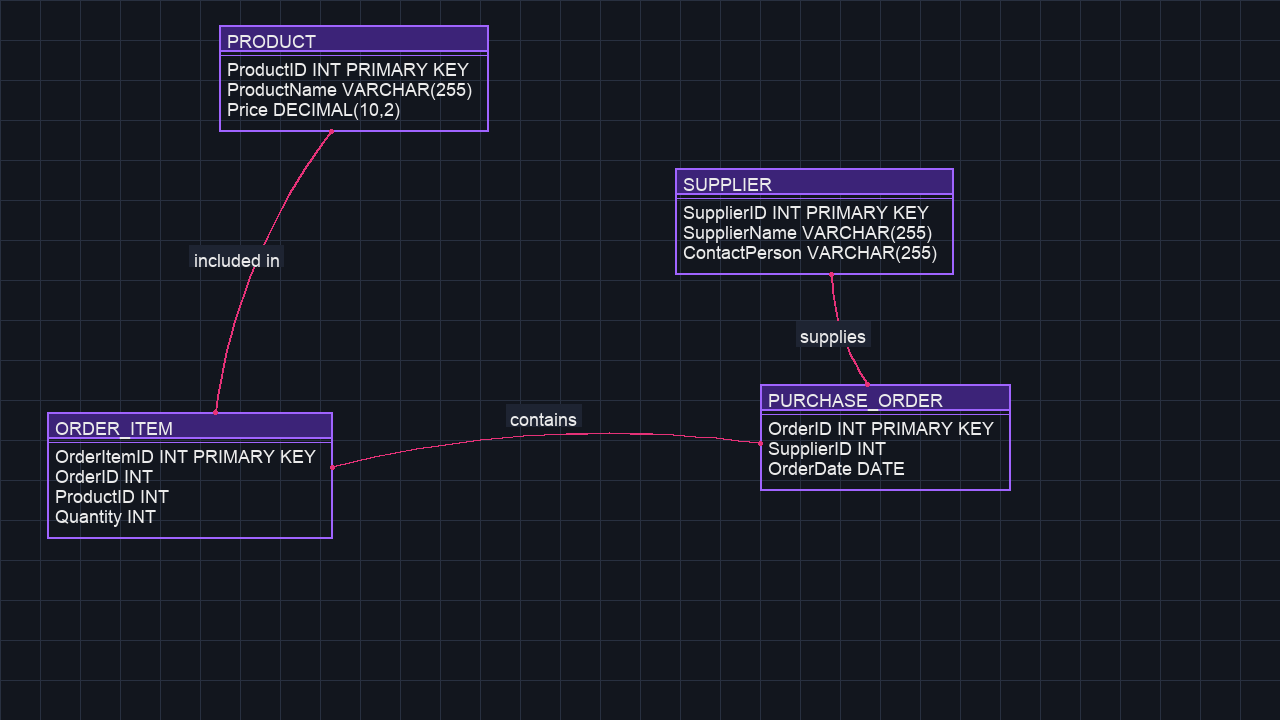 PRODUCT
ProductID INT PRIMARY KEY
ProductName VARCHAR(255)
Price DECIMAL(10,2)
SUPPLIER
SupplierID INT PRIMARY KEY
SupplierName VARCHAR(255)
ContactPerson VARCHAR(255)
included in
supplies
PURCHASE_ORDER
OrderID INT PRIMARY KEY
SupplierID INT
OrderDate DATE
contains
ORDER_ITEM
OrderItemID INT PRIMARY KEY
OrderID INT
ProductID INT
Quantity INT